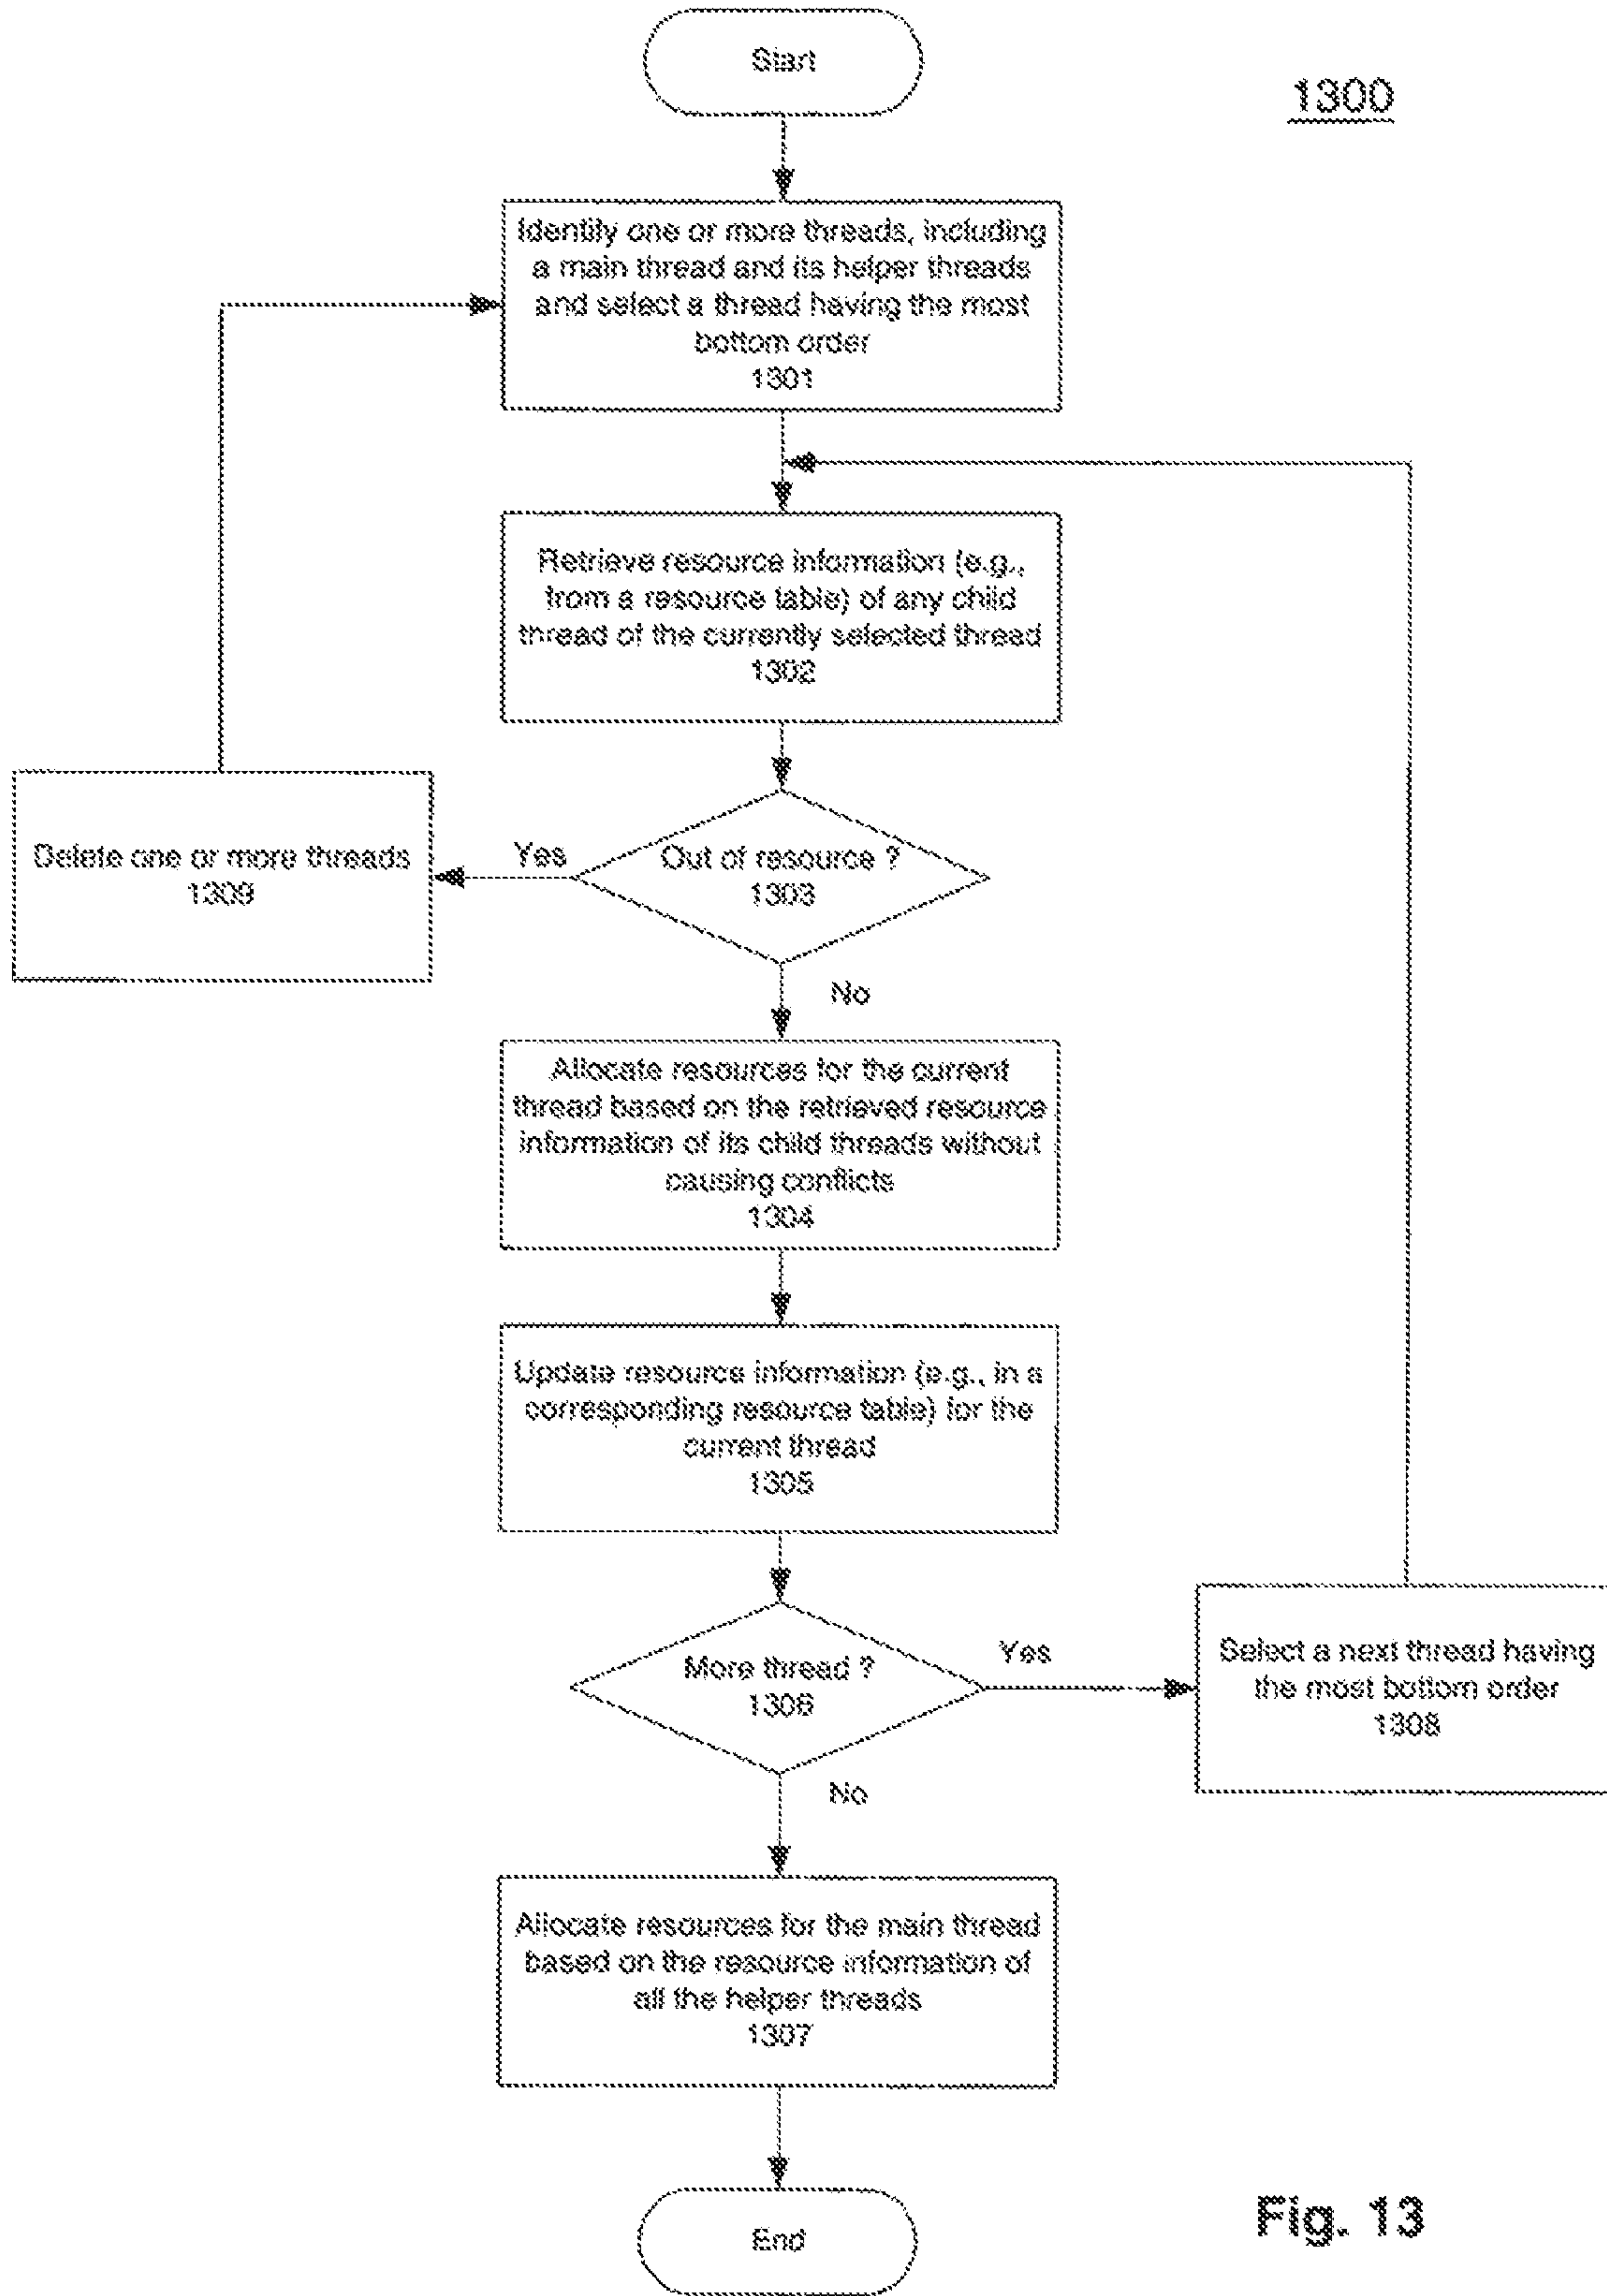 Start
1300
Identify one or more threads, including
a main thread and its helper threads
and select a thread having the most
bottom order
1301
Retrieve resource information (e.g.,
from a resource table) of any child
thread of the currently selected thread
1302
Delete one or more threads
1309
Yes
Out of resource ?
1303
No
Allocate resources for the current
thread based on the retrieved resource
information of its child threads without
causing conflicts
1304
Update resource information (e.g., in a
corresponding resource table) for the
current thread
1305
More thread ?
1306
Yes
Select a next thread having
the most bottom order
1308
No
Allocate resources for the main thread
based on the resource information of
all the helper threads
1307
End
Fig. 13